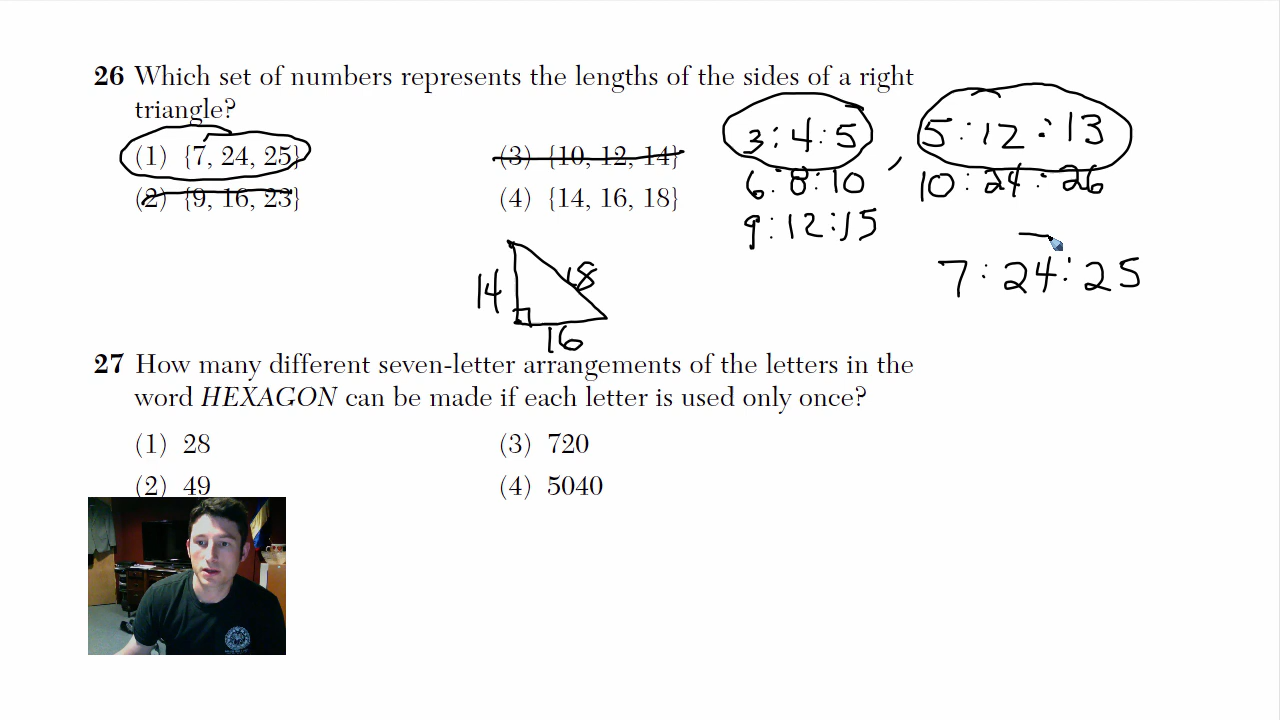 26 Which set of numbers represents the lengths of the sides of a right
triangle?
(1) {7, 24, 25}
(3) {10, 12, 14}
(2) {9, 16, 23}
(4) {14, 16, 18}
3:4:5, 5:12:13
6:8:10
10:24:26
9:12:15
7:24:25
14
18
16
27 How many different seven-letter arrangements of the letters in the
word HEXAGON can be made if each letter is used only once?
(1) 28
(3) 720
(2) 49
(4) 5040